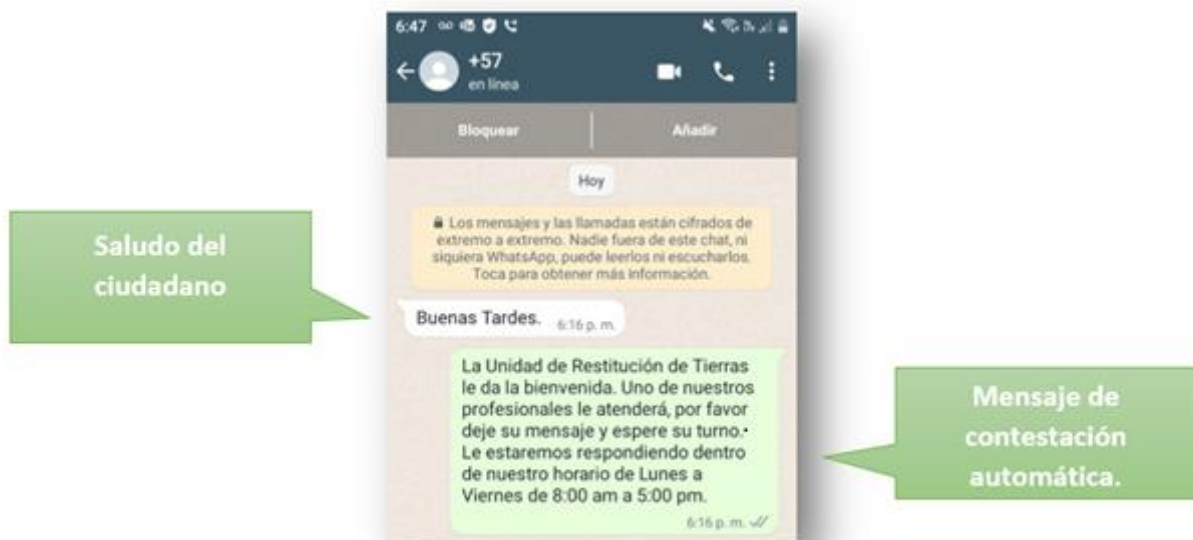 6:47
+57
en línea
Bloquear
Añadir
Hoy
Los mensajes y las llamadas están cifrados de
extremo a extremo. Nadie fuera de este chat, ni
siquiera WhatsApp, puede leerlos ni escucharlos.
Toca para obtener más información.
Saludo del
ciudadano
Buenas Tardes.
6:16 p. m.
La Unidad de Restitución de Tierras
le da la bienvenida. Uno de nuestros
profesionales le atenderá, por favor
deje su mensaje y espere su turno.
Le estaremos respondiendo dentro
de nuestro horario de Lunes a
Viernes de 8:00 am a 5:00 pm.
6:16 p. m.
Mensaje de
contestación
automática.